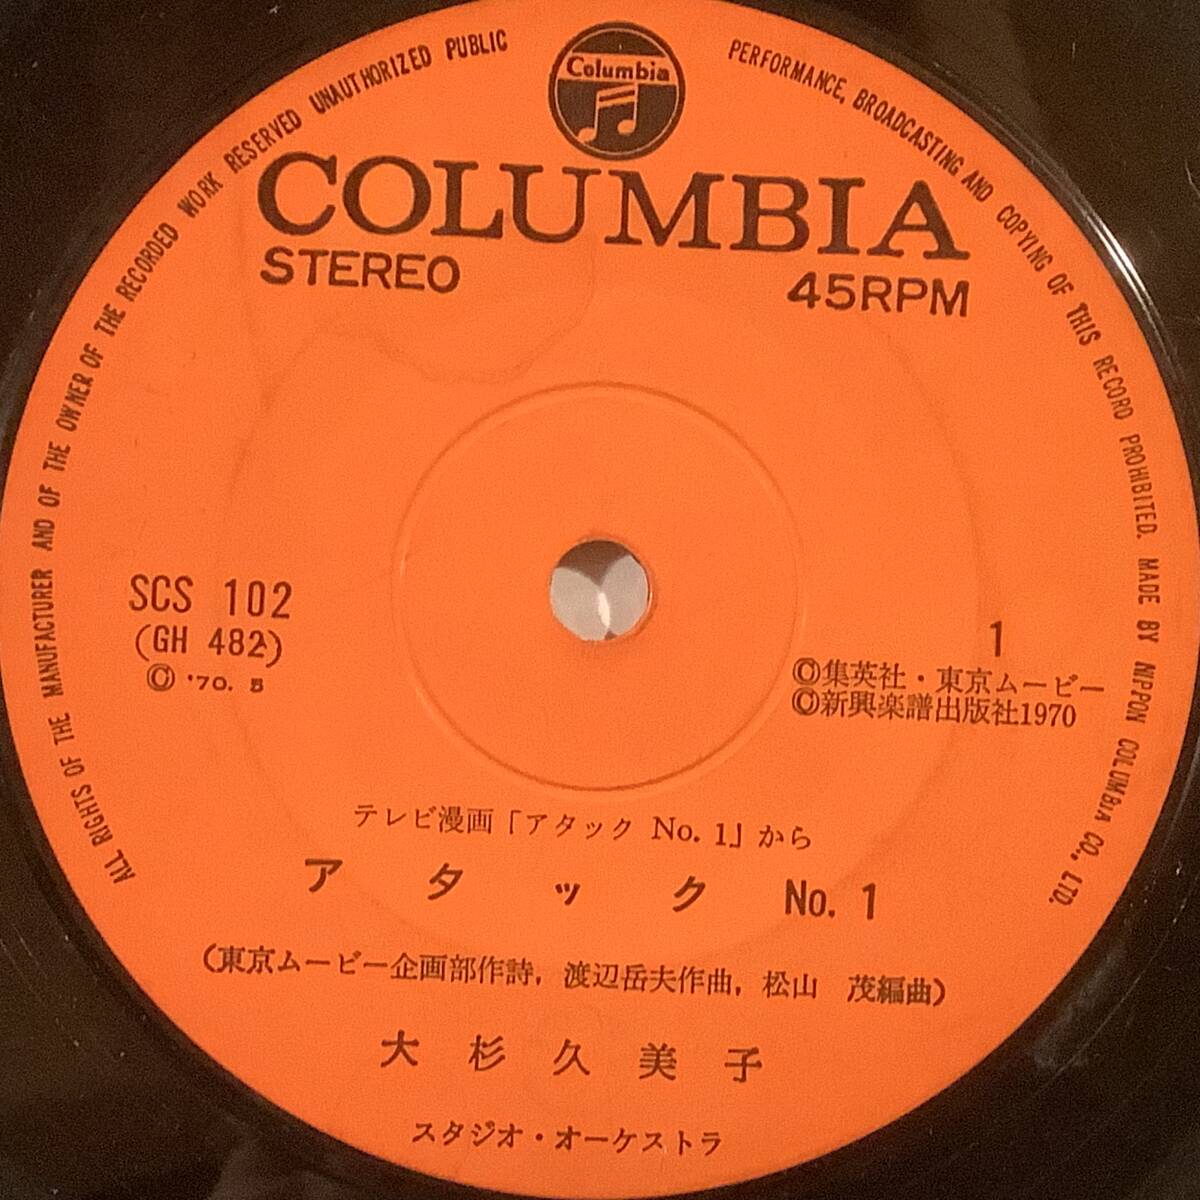 ALL RIGHTS OF THE MANUFACTURER AND OF THE OWNER OF THE RECORDED WORK RESERVED UNAUTHORIZED PUBLIC PERFORMANCE, BROADCASTING AND COPYING OF THIS RECORD PROHIBITED. MADE BY NIPPON COLUMBIA CO., LTD.
Columbia
COLUMBIA
STEREO 45RPM
SCS 102
(GH 482)
Ⓒ '70. 5
1
Ⓒ集英社・東京ムービー
Ⓒ新興楽譜出版社1970
テレビ漫画「アタック No. 1」から
アタック No. 1
(東京ムービー企画部作詩, 渡辺岳夫作曲, 松山 茂編曲)
大杉久美子
スタジオ・オーケストラ